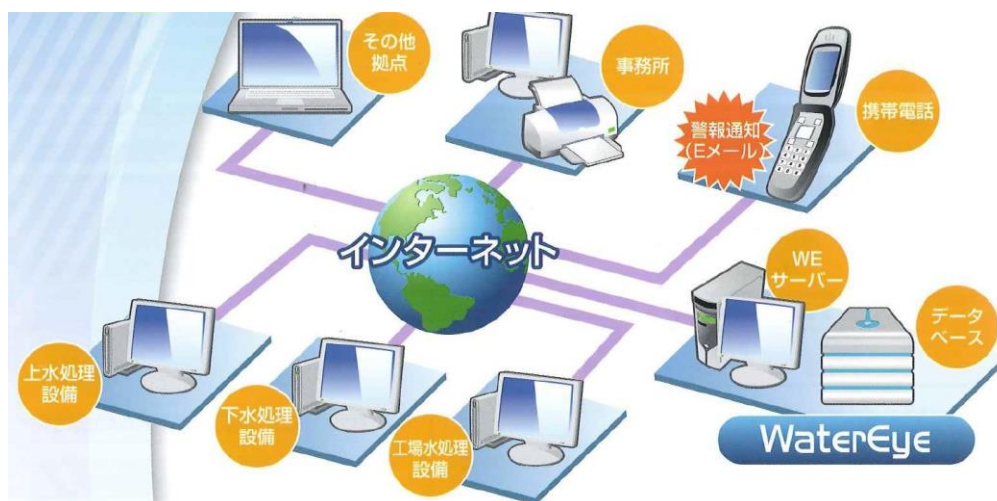 その他
拠点
事務所
警報通知
(Eメール)
携帯電話
インターネット
WE
サーバー
データ
ベース
上水処理
設備
下水処理
設備
工場水処理
設備
WaterEye